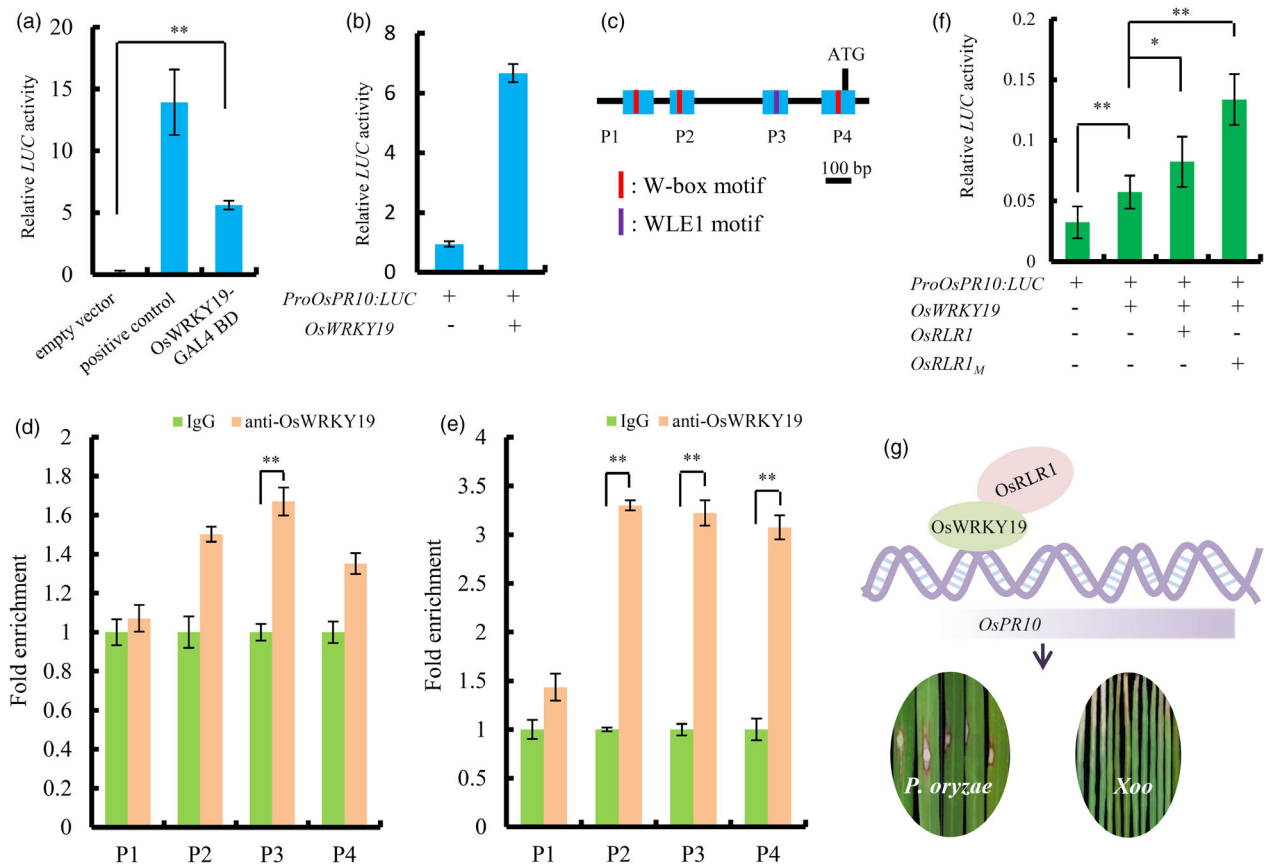 (a)
Relative LUC activity
20
15
10
5
0
**
empty vector
positive control
OsWRKY19-
GAL4 BD
(b)
Relative LUC activity
8
6
4
2
0
ProOsPR10:LUC + +
OsWRKY19 - +
(c)
ATG
P1 P2 P3 P4
100 bp
: W-box motif
: WLE1 motif
(f)
Relative LUC activity
0.2
0.15
0.1
0.05
0
**
*
**
ProOsPR10:LUC + + + +
OsWRKY19 - + + +
OsRLR1 - - + -
OsRLR1M - - - +
(d)
IgG anti-OsWRKY19
Fold enrichment
2
1.8
1.6
1.4
1.2
1
0.8
0.6
0.4
0.2
0
**
P1 P2 P3 P4
(e)
IgG anti-OsWRKY19
Fold enrichment
4
3.5
3
2.5
2
1.5
1
0.5
0
** ** **
P1 P2 P3 P4
(g)
OsRLR1
OsWRKY19
OsPR10
P. oryzae
Xoo